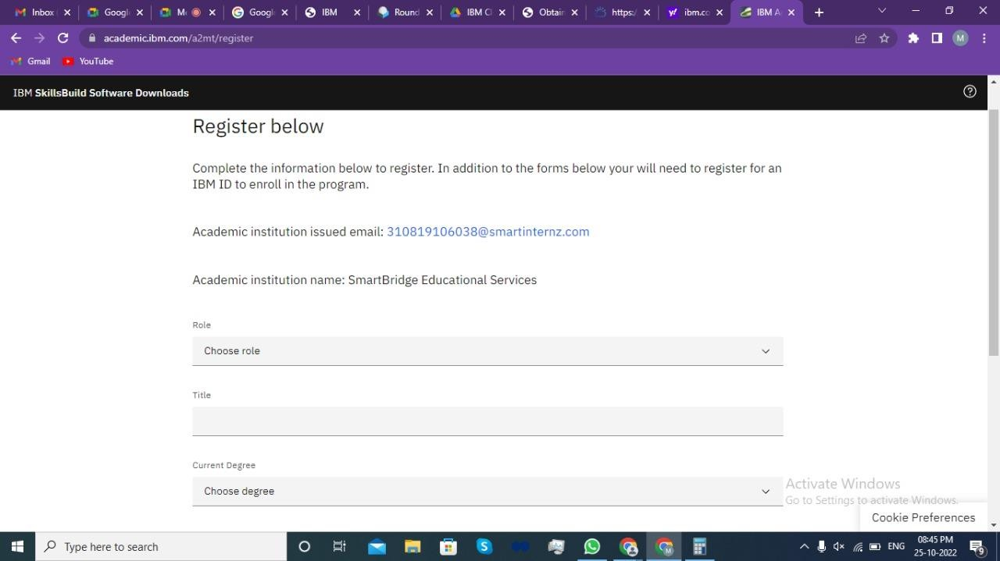 Inbox
Googl
M
Googl
IBM
Round
IBM Cl
Obtain
https:/
ibm.co
IBM A
academic.ibm.com/a2mt/register
M
Gmail
YouTube
IBM SkillsBuild Software Downloads
Register below
Complete the information below to register. In addition to the forms below your will need to register for an
IBM ID to enroll in the program.
Academic institution issued email: 310819106038@smartinternz.com
Academic institution name: SmartBridge Educational Services
Role
Choose role
Title
Current Degree
Choose degree
Activate Windows
Go to Settings to activate Windows.
Cookie Preferences
Type here to search
ENG
08:45 PM
25-10-2022
9